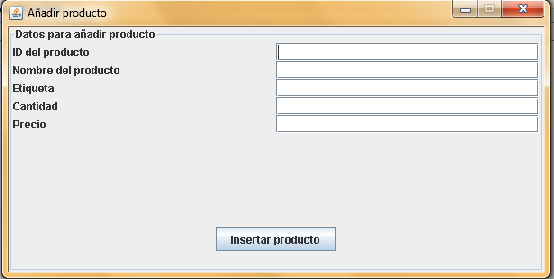 Añadir producto
Datos para añadir producto
ID del producto
Nombre del producto
Etiqueta
Cantidad
Precio
Insertar producto